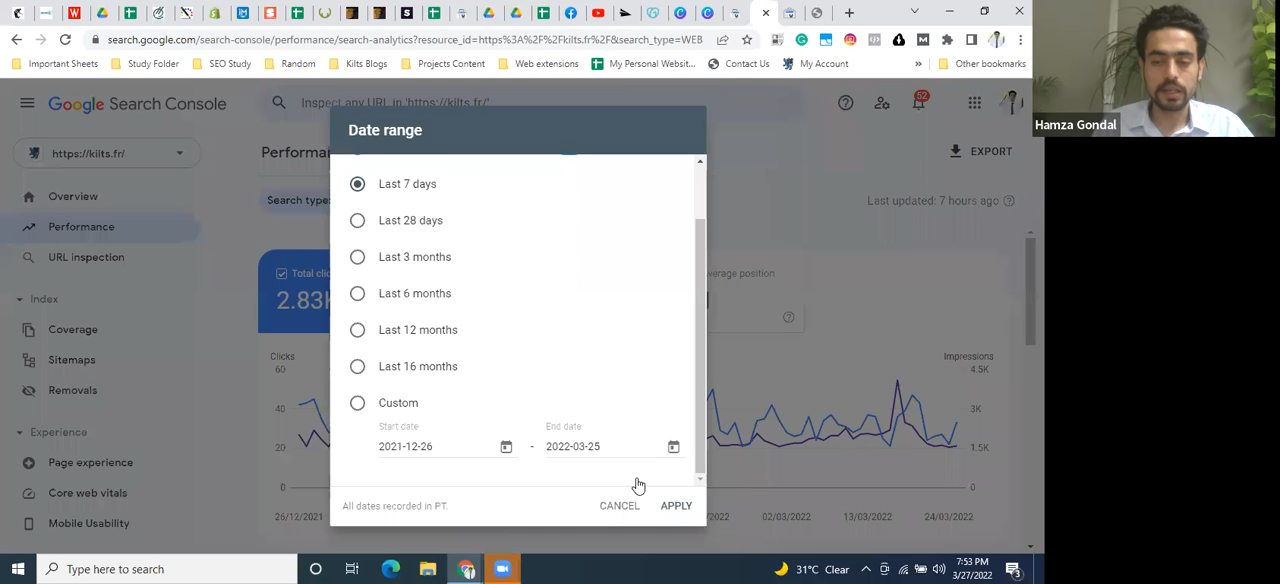 search.google.com/search-console/performance/search-analytics?resource_id=https%3A%2F%2Fkilts.fr%2F&search_type=WEB
Important Sheets Study Folder SEO Study Random Kilts Blogs Projects Content Web extensions My Personal Websit... Contus Us My Account » Other bookmarks
Hamza Gondal
Google Search Console
Inspect any URL in 'https://kilts.fr/'
52
https://kilts.fr/
Performan
EXPORT
Search type:
Last updated: 7 hours ago
Overview
Performance
URL inspection
Index
Coverage
Sitemaps
Removals
Experience
Page experience
Core web vitals
Mobile Usability
Total clic
2.83K
verage position
Clicks
60
40
20
0
Impressions
4.5K
3K
1.5K
0
26/12/2021
/2022
02/03/2022
13/03/2022
24/03/2022
Date range
Last 7 days
Last 28 days
Last 3 months
Last 6 months
Last 12 months
Last 16 months
Custom
Start date
2021-12-26
-
End date
2022-03-25
All dates recorded in PT.
CANCEL
APPLY
Type here to search
31°C Clear
7:53 PM
3/27/2022
3